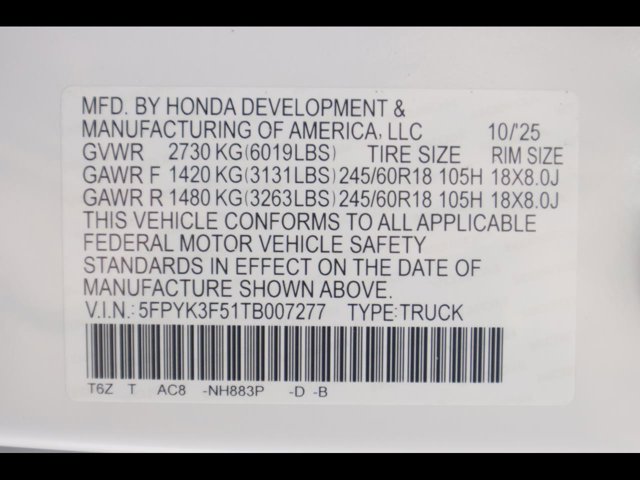 MFD. BY HONDA DEVELOPMENT &
MANUFACTURING OF AMERICA, LLC 10/'25
GVWR 2730 KG(6019LBS) TIRE SIZE RIM SIZE
GAWR F 1420 KG(3131LBS) 245/60R18 105H 18X8.0J
GAWR R 1480 KG(3263LBS) 245/60R18 105H 18X8.0J
THIS VEHICLE CONFORMS TO ALL APPLICABLE
FEDERAL MOTOR VEHICLE SAFETY
STANDARDS IN EFFECT ON THE DATE OF
MANUFACTURE SHOWN ABOVE.
V.I.N.: 5FPYK3F51TB007277 TYPE: TRUCK
T6Z T AC8 -NH883P -D -B